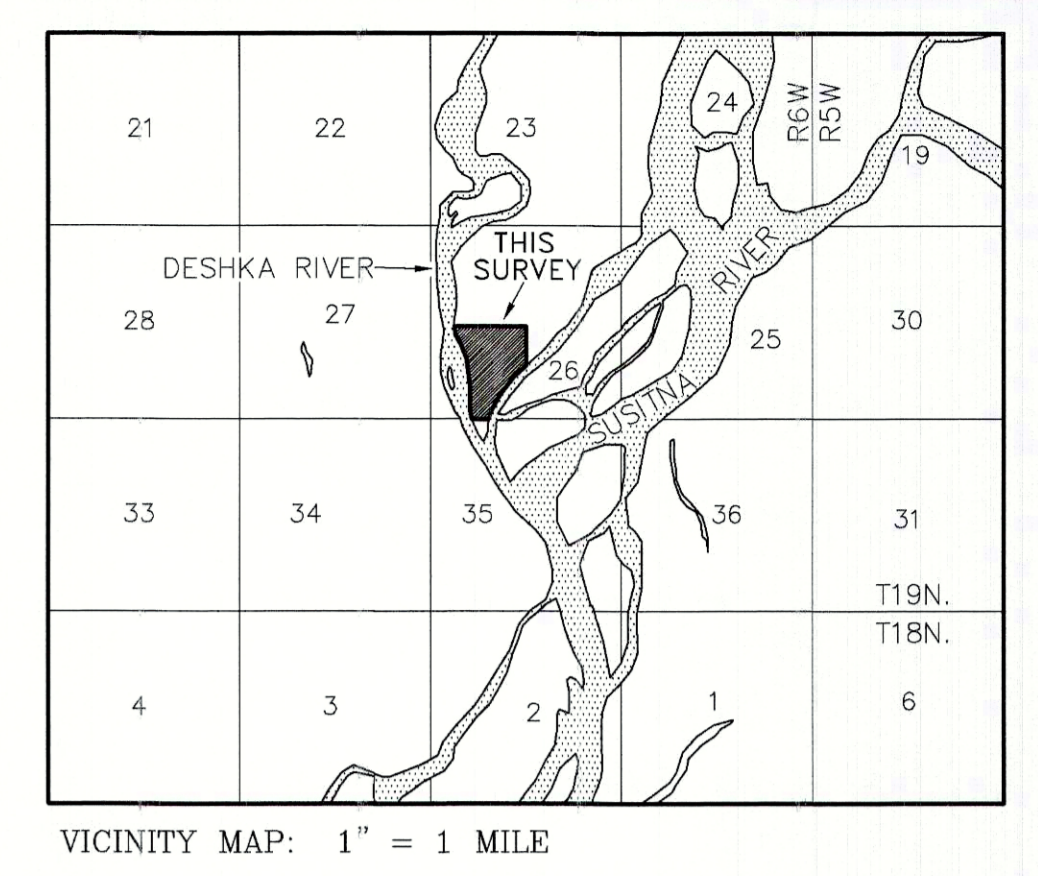 21
22
23
24
R6W
R5W
19
THIS
SURVEY
DESHKA RIVER
28
27
26
SUSITNA RIVER
25
30
33
34
35
36
31
T19N.
T18N.
4
3
2
1
6
VICINITY MAP: 1" = 1 MILE